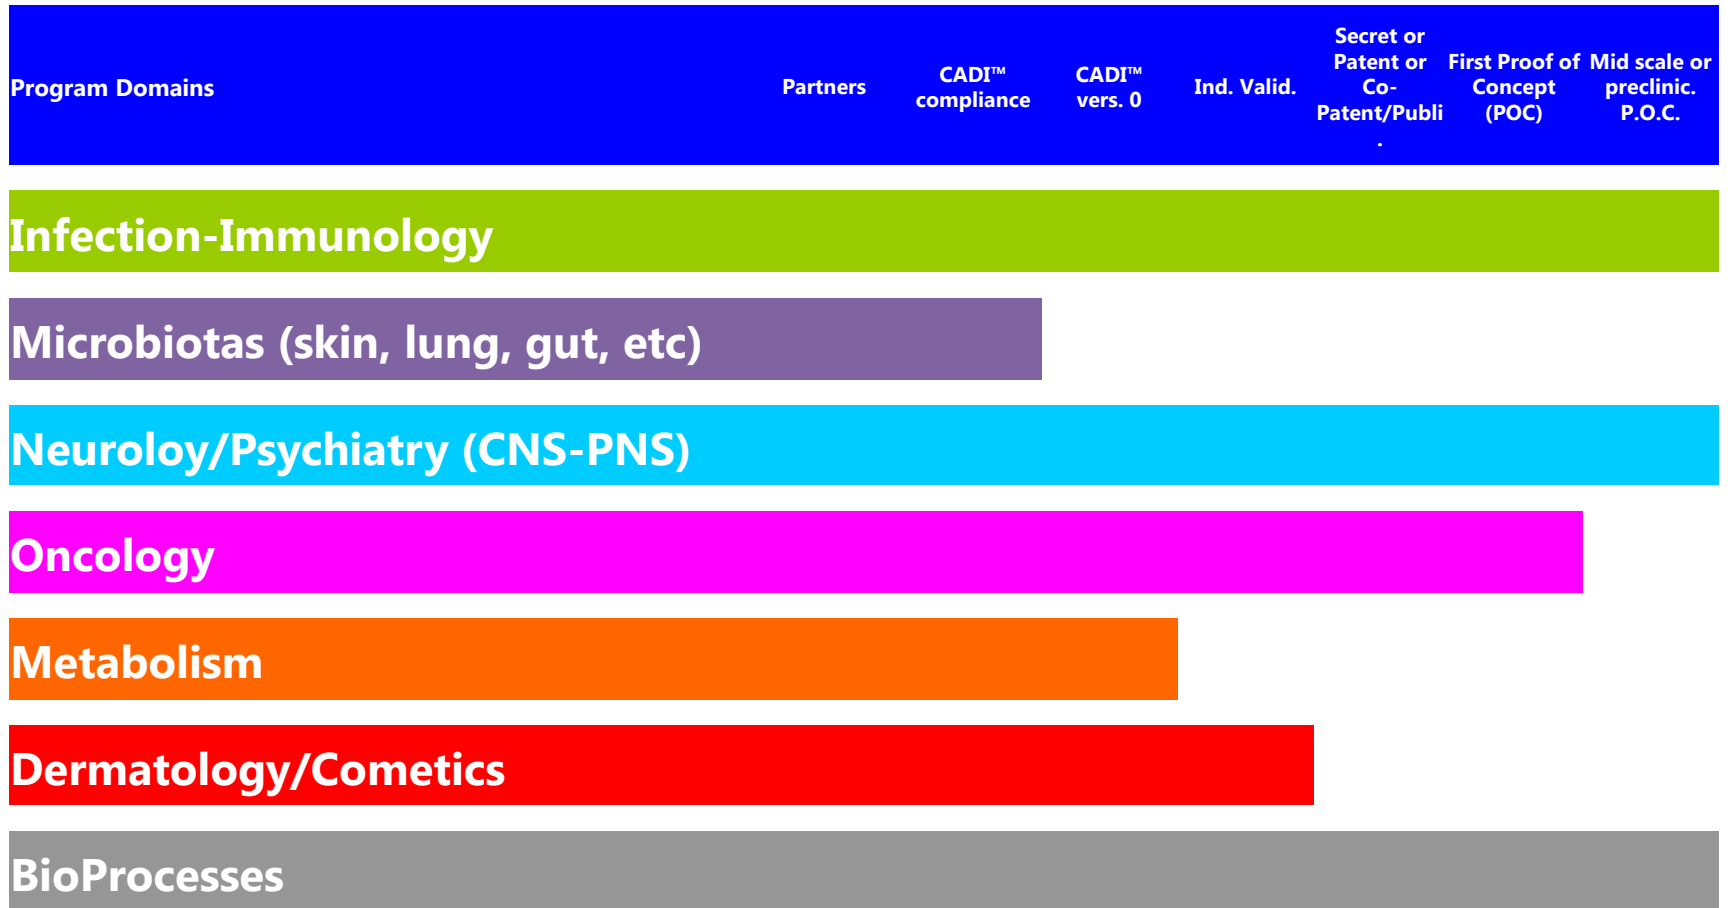 Program Domains
Partners
CADI™
compliance
CADI™
vers. 0
Ind. Valid.
Secret or
Patent or
Co-
Patent/Publi
.
First Proof of
Concept
(POC)
Mid scale or
preclinic.
P.O.C.
Infection-Immunology
Microbiotas (skin, lung, gut, etc)
Neuroloy/Psychiatry (CNS-PNS)
Oncology
Metabolism
Dermatology/Cometics
BioProcesses